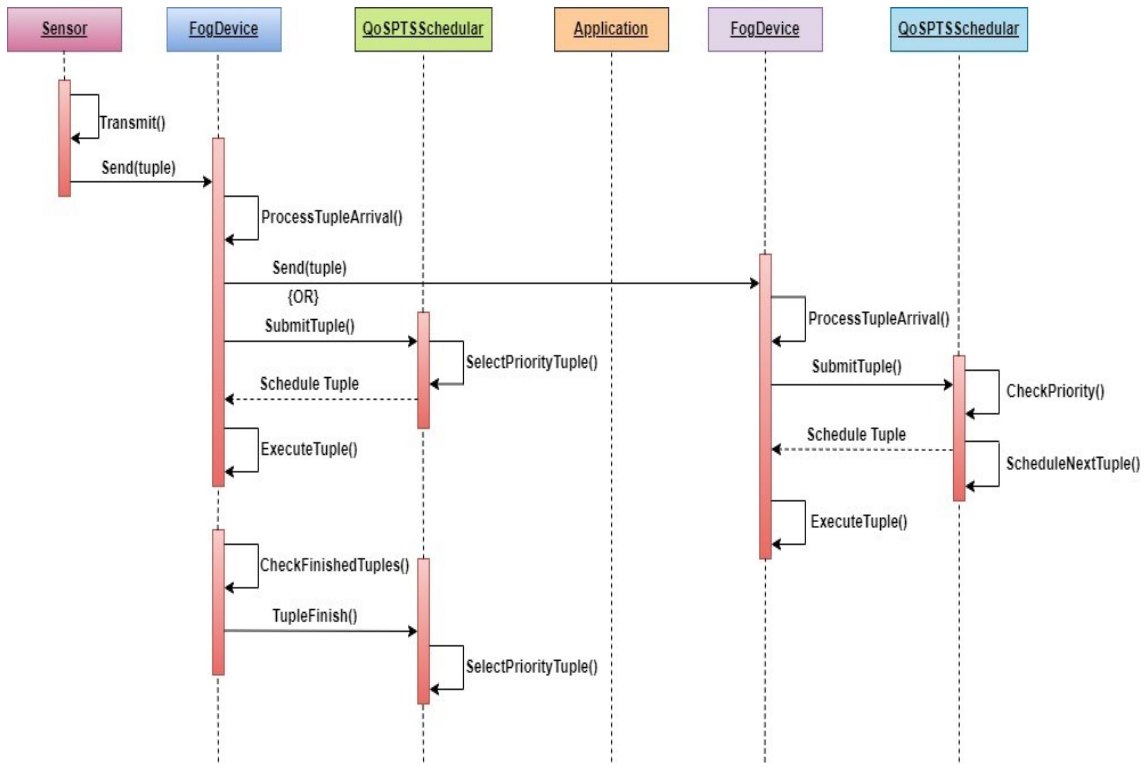 Sensor
FogDevice
QoSPTSSchedular
Application
FogDevice
QoSPTSSchedular
Transmit()
Send(tuple)
ProcessTupleArrival()
Send(tuple)
{OR}
SubmitTuple()
SelectPriorityTuple()
Schedule Tuple
ExecuteTuple()
ProcessTupleArrival()
SubmitTuple()
CheckPriority()
Schedule Tuple
ScheduleNextTuple()
ExecuteTuple()
CheckFinishedTuples()
TupleFinish()
SelectPriorityTuple()